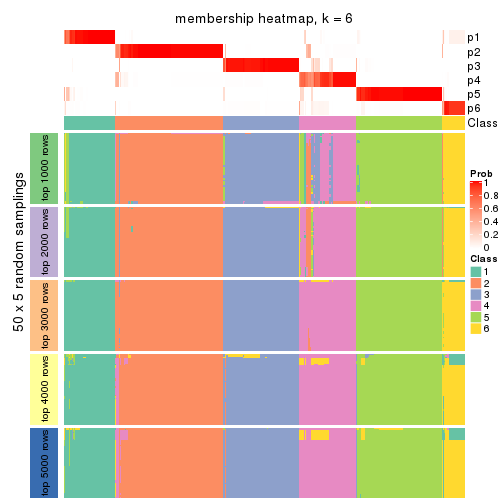 membership heatmap, k = 6
p1
p2
p3
p4
p5
p6
Class
50 x 5 random samplings
top 1000 rows
top 2000 rows
top 3000 rows
top 4000 rows
top 5000 rows
Prob
1
0.8
0.6
0.4
0.2
0
Class
1
2
3
4
5
6